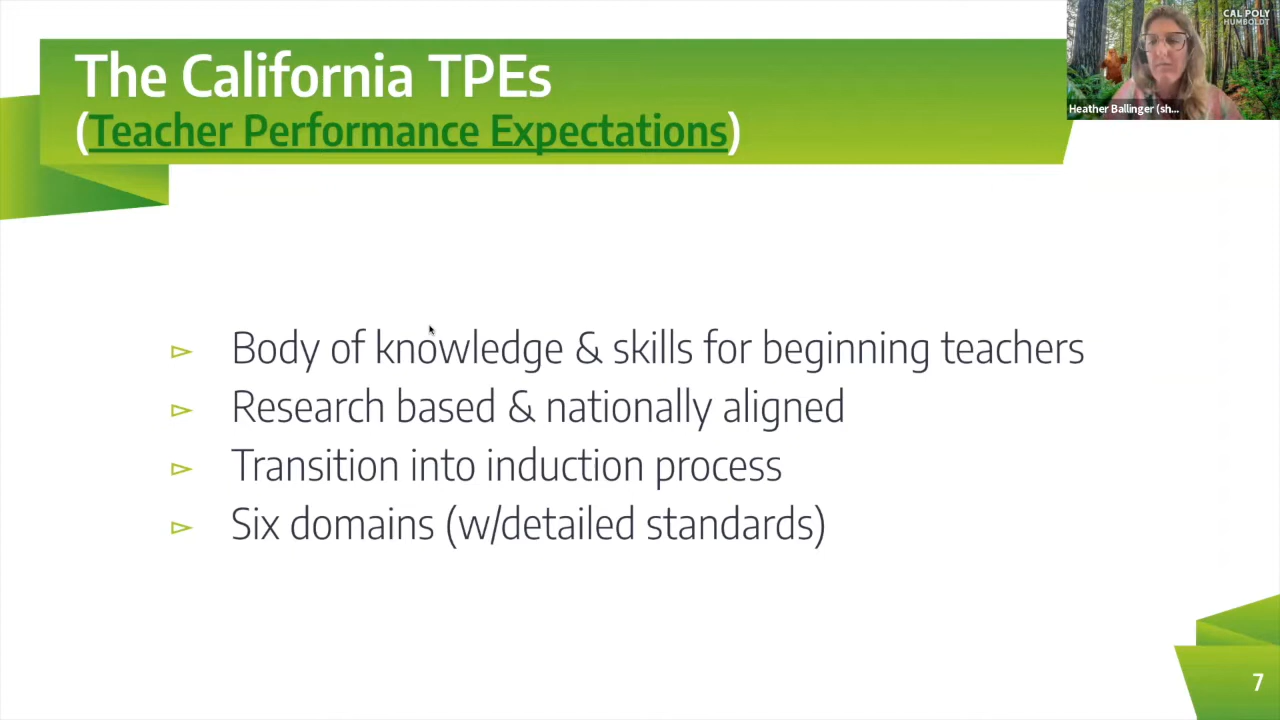 The California TPEs
(Teacher Performance Expectations)
CAL POLY
HUMBOLDT
Heather Ballinger (sh...
▻ Body of knowledge & skills for beginning teachers
▻ Research based & nationally aligned
▻ Transition into induction process
▻ Six domains (w/detailed standards)
7